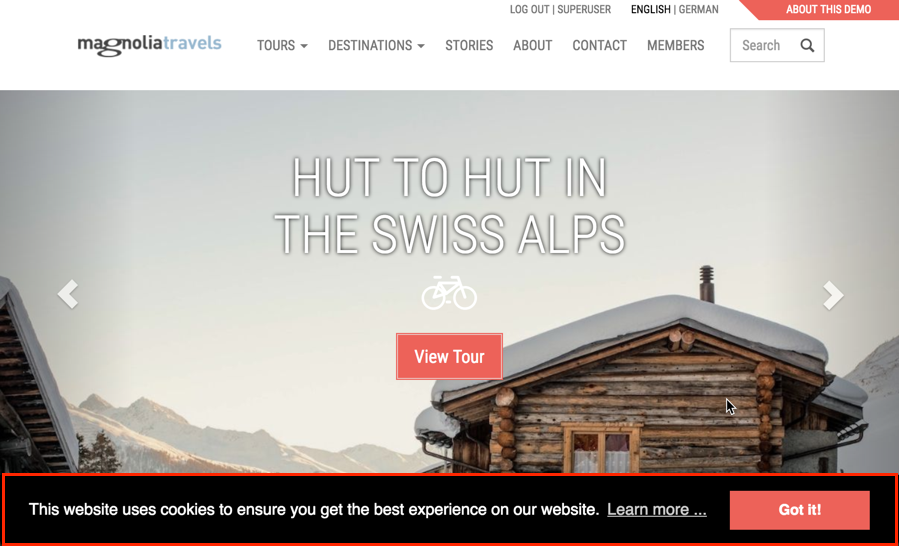 LOG OUT | SUPERUSER ENGLISH | GERMAN ABOUT THIS DEMO
magnoliatravels TOURS DESTINATIONS STORIES ABOUT CONTACT MEMBERS Search
HUT TO HUT IN
THE SWISS ALPS
View Tour
This website uses cookies to ensure you get the best experience on our website. Learn more ... Got it!